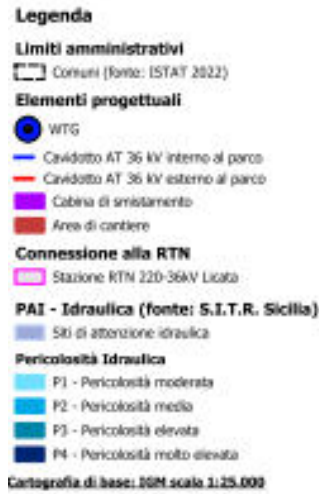 Legenda
Limiti amministrativi
Comuni (fonte: ISTAT 2022)
Elementi progettuali
WTG
Cavidotto AT 36 kV interno al parco
Cavidotto AT 36 kV esterno al parco
Cabina di smistamento
Area di cantiere
Connessione alla RTN
Stazione RTN 220-36kV Licata
PAI - Idraulica (fonte: S.I.T.R. Sicilia)
Siti di attenzione idraulica
Pericolosità Idraulica
P1 - Pericolosità moderata
P2 - Pericolosità media
P3 - Pericolosità elevata
P4 - Pericolosità molto elevata
Cartografia di base: IGM scala 1:25.000